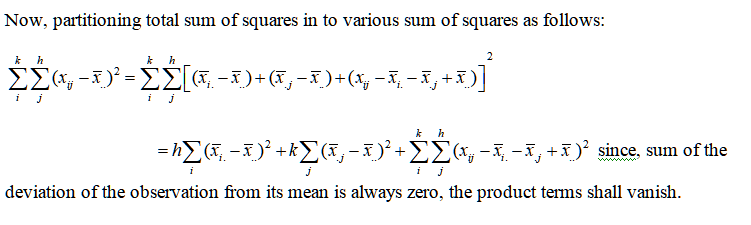 Now, partitioning total sum of squares in to various sum of squares as follows:
$\sum_{i}^{k}\sum_{j}^{h}(x_{ij}-\bar{x}_{..})^2=\sum_{i}^{k}\sum_{j}^{h}\left[(\bar{x}_{i.}-\bar{x}_{..})+(\bar{x}_{.j}-\bar{x}_{..})+(x_{ij}-\bar{x}_{i.}-\bar{x}_{.j}+\bar{x}_{..})\right]^2$
$=h\sum_{i}(\bar{x}_{i.}-\bar{x}_{..})^2+k\sum_{j}(\bar{x}_{.j}-\bar{x}_{..})^2+\sum_{i}^{k}\sum_{j}^{h}(x_{ij}-\bar{x}_{i.}-\bar{x}_{.j}+\bar{x}_{..})^2$ since, sum of the
deviation of the observation from its mean is always zero, the product terms shall vanish.